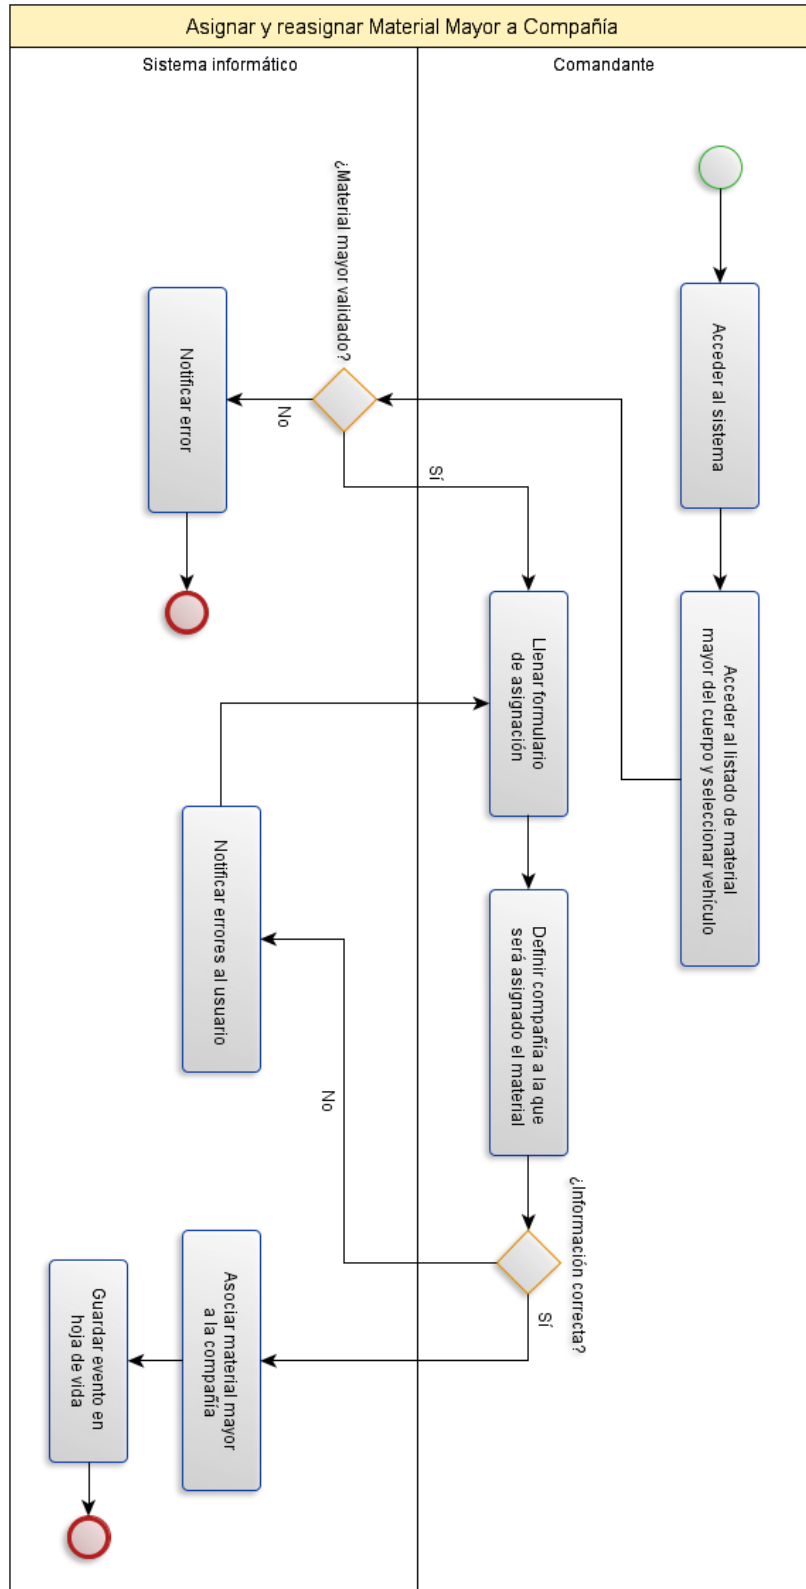 Asignar y reasignar Material Mayor a Compañía
Sistema informático
Comandante
Acceder al sistema
Acceder al listado de material
mayor del cuerpo y seleccionar vehículo
¿Material mayor validado?
No
Notificar error
Sí
Llenar formulario
de asignación
Definir compañía a la que
será asignado el material
¿Información correcta?
No
Notificar errores al usuario
Sí
Asociar material mayor
a la compañía
Guardar evento en
hoja de vida